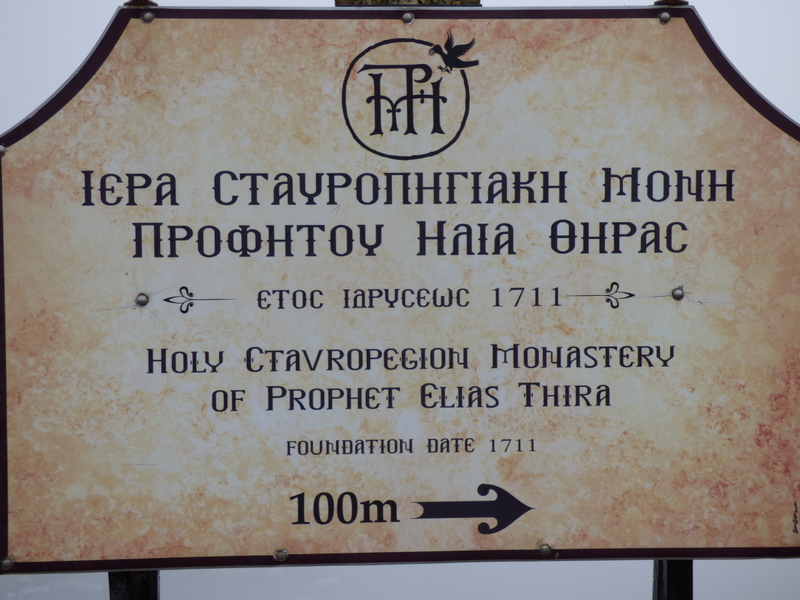 ΙΕΡΑ ΣΤΑΥΡΟΠΗΓΙΑΚΗ ΜΟΝΗ
ΠΡΟΦΗΤΟΥ ΗΛΙΑ ΘΗΡΑΣ
ΕΤΟΣ ΙΔΡΥΣΕΩΣ 1711
HOLY CTAVROPEGION MONASTERY
OF PROPHET ELIAS THIRA
FOUNDATION DATE 1711
100m